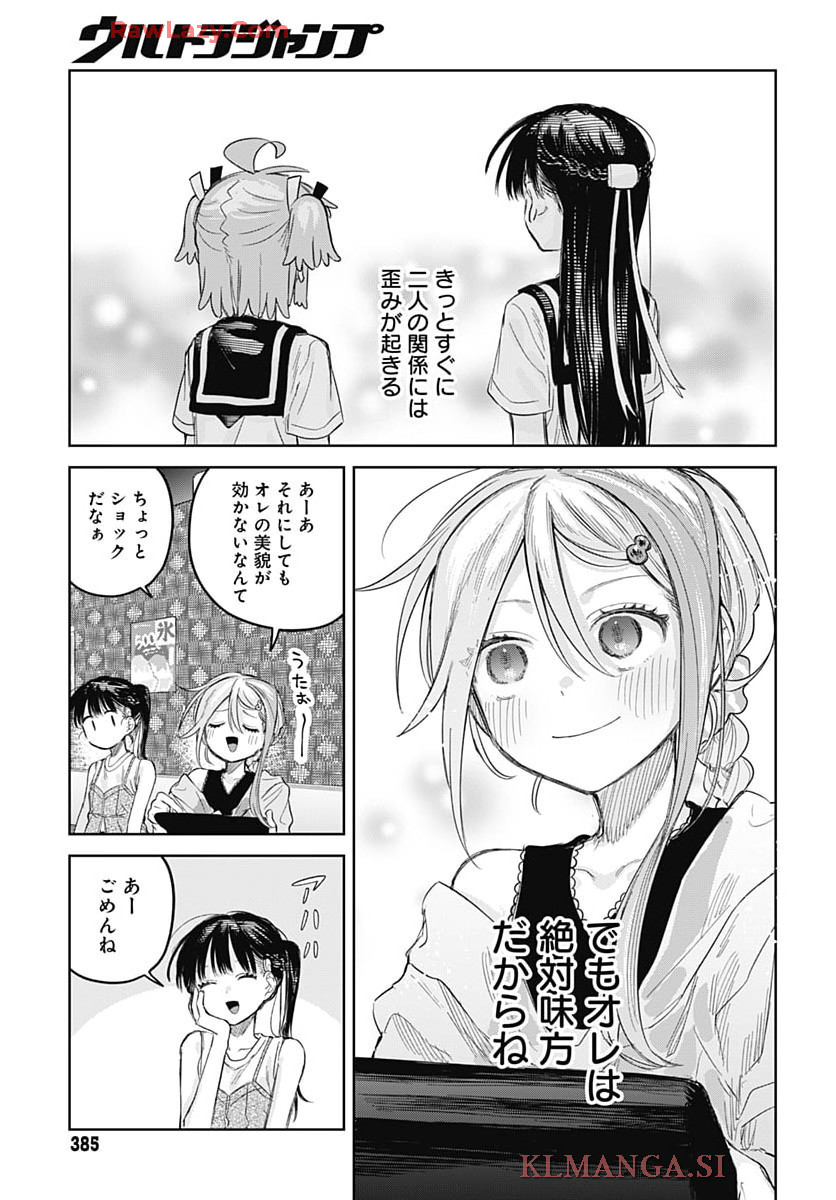 ウルトラジャンプ
RawLazy.Com
きっとすぐに
二人の関係には
歪みが起きる
でもオレは
絶対味方
だからね
あーあ
それにしても
オレの美貌が
効かないなんて
ちょっと
ショック
だなぁ
氷
500
うたぉーー
アハハ
あー
ごめんね
385
KLMANGA.SI